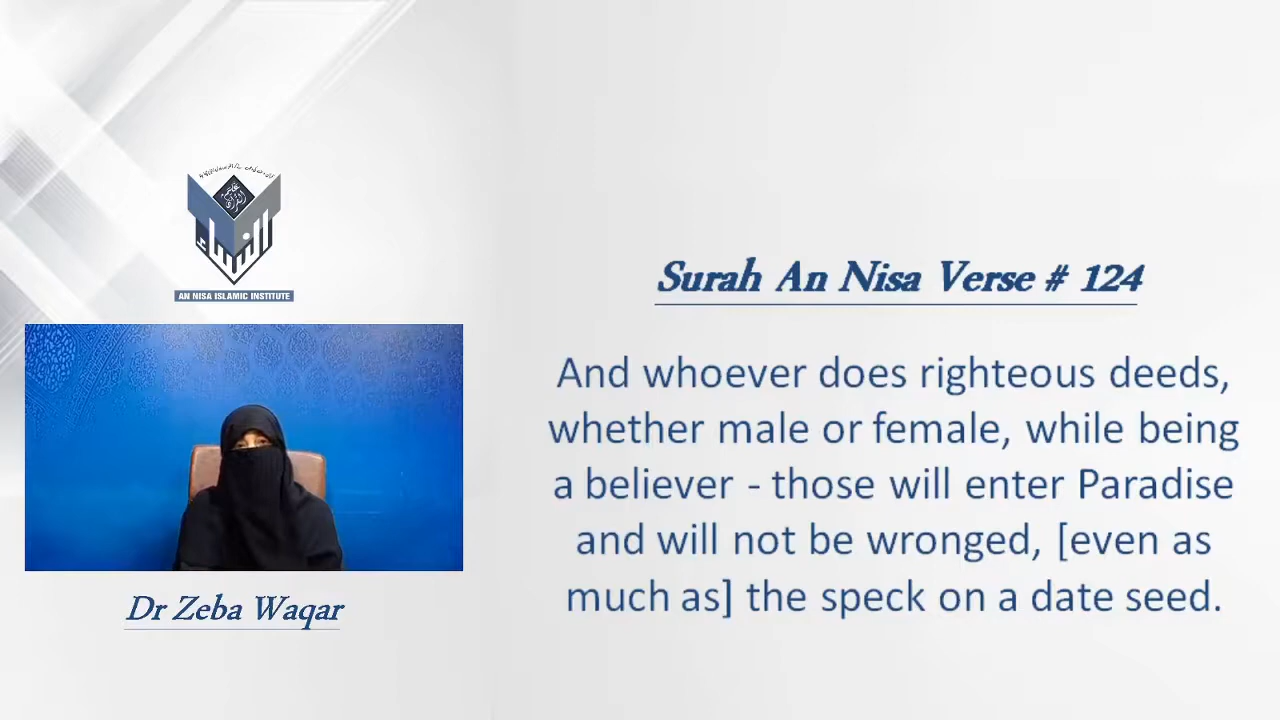 النساء
AN NISA ISLAMIC INSTITUTE
Dr Zeba Waqar
Surah An Nisa Verse # 124
And whoever does righteous deeds,
whether male or female, while being
a believer - those will enter Paradise
and will not be wronged, [even as
much as] the speck on a date seed.